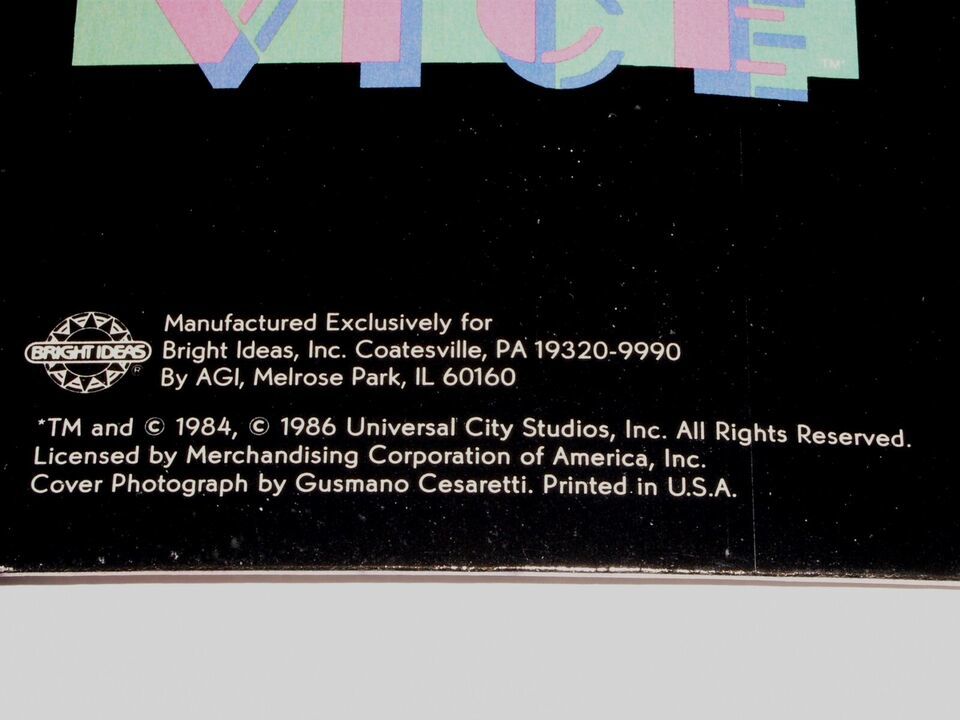 VICE
TM
BRIGHT IDEAS
®
Manufactured Exclusively for
Bright Ideas, Inc. Coatesville, PA 19320-9990
By AGI, Melrose Park, IL 60160
*TM and © 1984, © 1986 Universal City Studios, Inc. All Rights Reserved.
Licensed by Merchandising Corporation of America, Inc.
Cover Photograph by Gusmano Cesaretti. Printed in U.S.A.